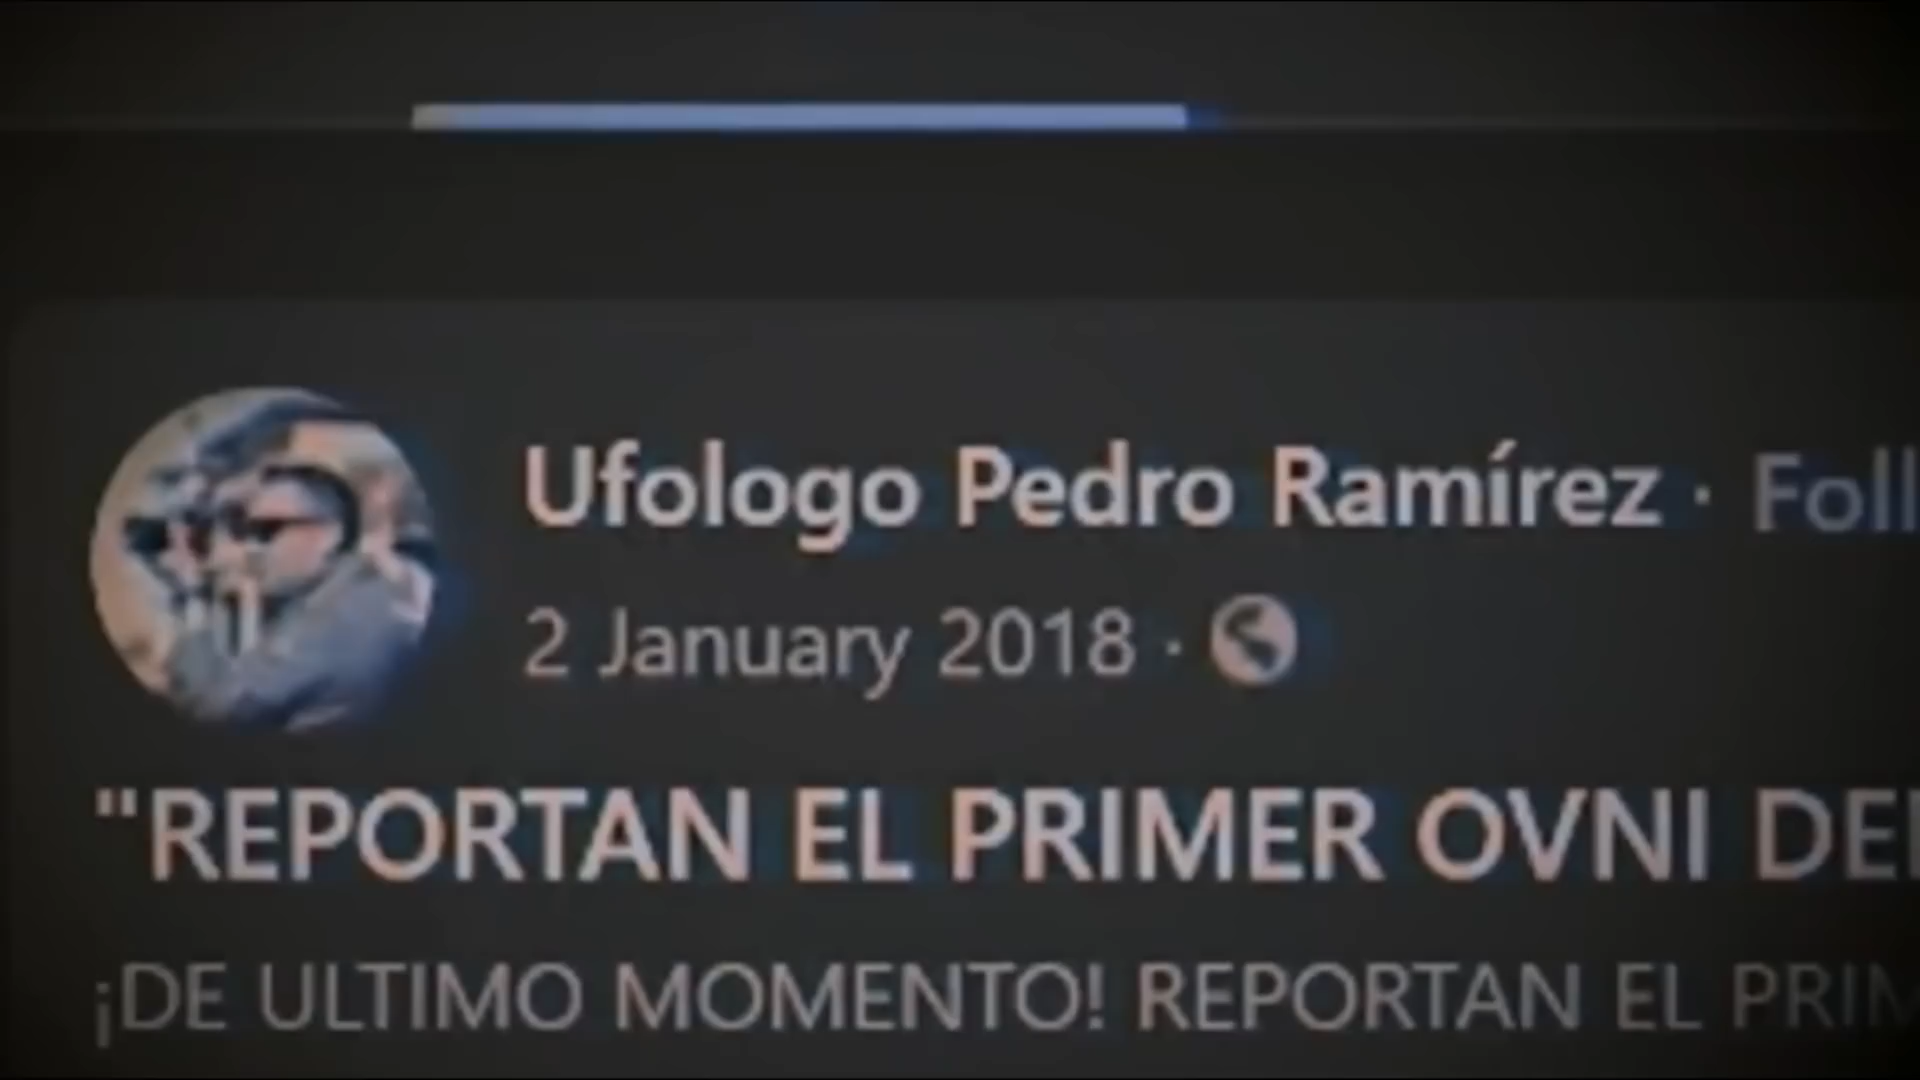 Ufologo Pedro Ramírez ·
2 January 2018 ·
"REPORTAN EL PRIMER OVNI
¡DE ULTIMO MOMENTO! REPORTAN EL